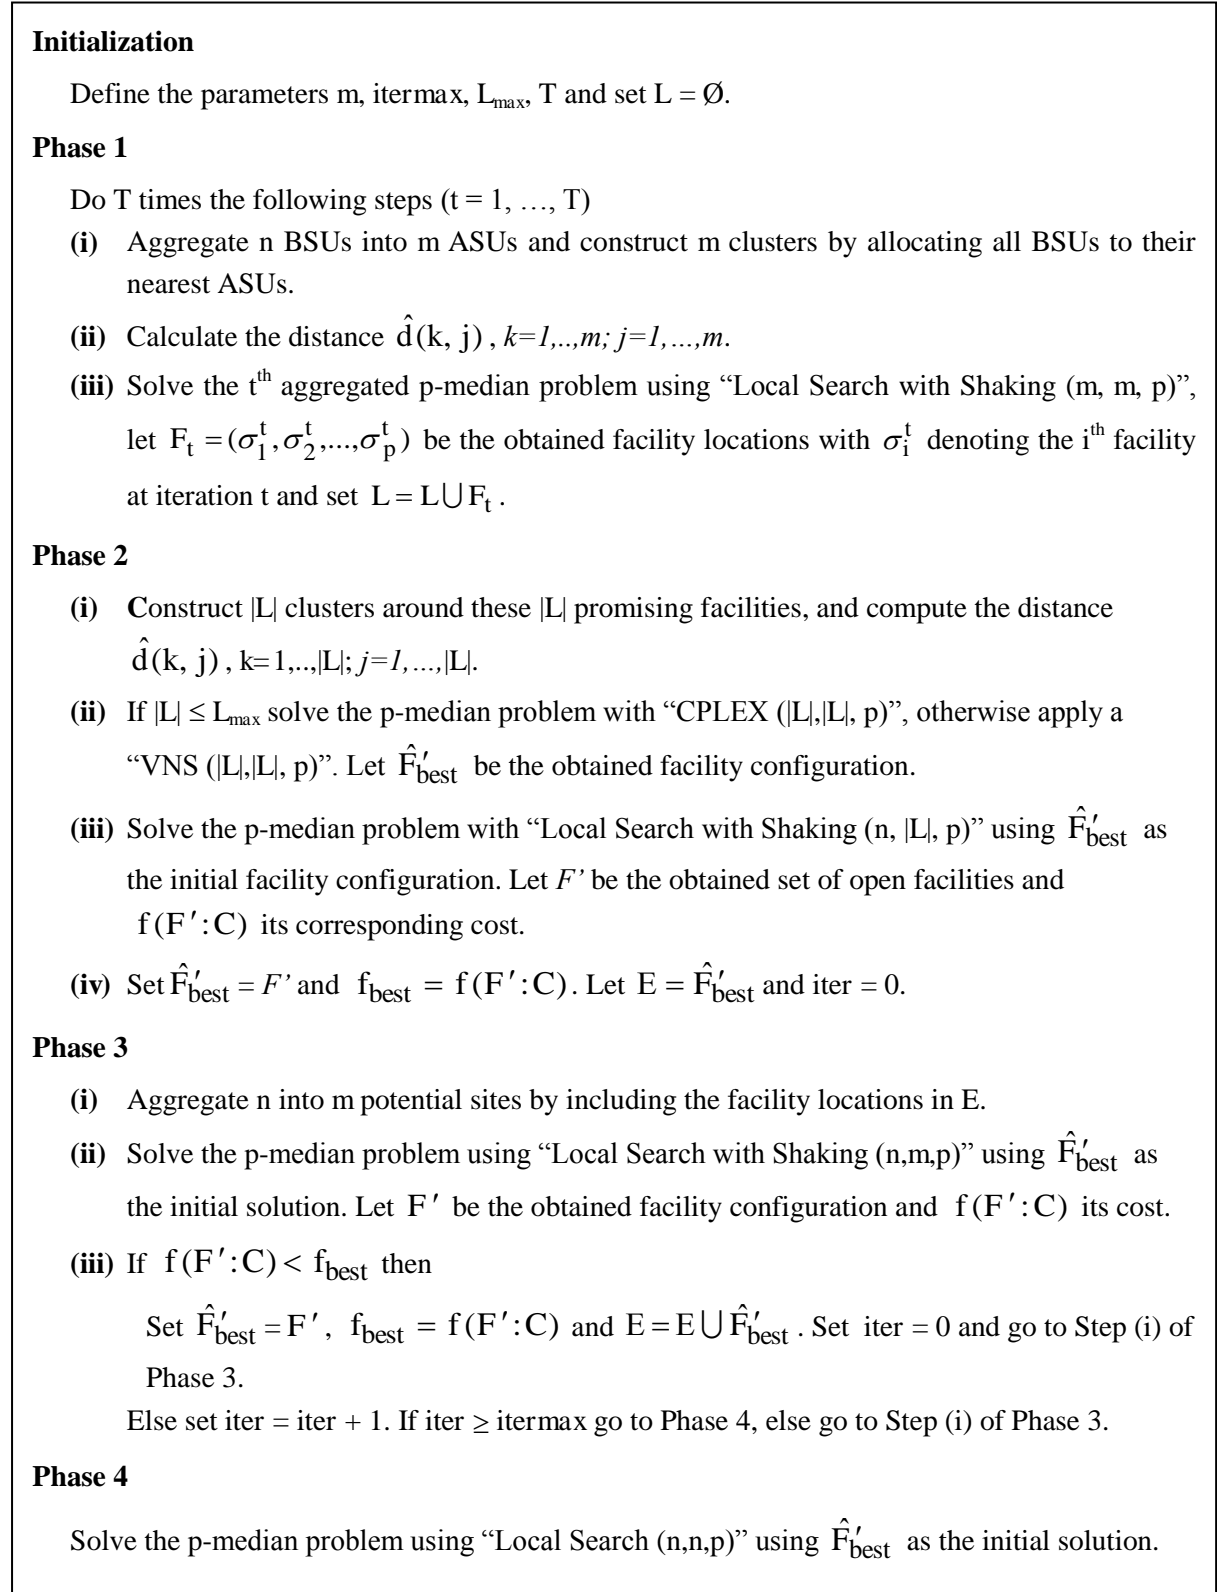 Initialization
Define the parameters m, itermax, Lmax, T and set L = Ø.
Phase 1
Do T times the following steps (t = 1, …, T)
(i) Aggregate n BSUs into m ASUs and construct m clusters by allocating all BSUs to their
nearest ASUs.
(ii) Calculate the distance d̂(k, j) , k=1,..,m; j=1,…,m.
(iii) Solve the tᵗʰ aggregated p-median problem using “Local Search with Shaking (m, m, p)”,
let F_t = (σ_1^t, σ_2^t,..., σ_p^t) be the obtained facility locations with σ_i^t denoting the iᵗʰ facility
at iteration t and set L = L ∪ F_t .
Phase 2
(i) Construct |L| clusters around these |L| promising facilities, and compute the distance
d̂(k, j) , k=1,..,|L|; j=1,…,|L|.
(ii) If |L| ≤ Lmax solve the p-median problem with “CPLEX (|L|,|L|, p)”, otherwise apply a
“VNS (|L|,|L|, p)”. Let F̂′_best be the obtained facility configuration.
(iii) Solve the p-median problem with “Local Search with Shaking (n, |L|, p)” using F̂′_best as
the initial facility configuration. Let F’ be the obtained set of open facilities and
f(F′:C) its corresponding cost.
(iv) Set F̂′_best = F’ and f_best = f(F′:C). Let E = F̂′_best and iter = 0.
Phase 3
(i) Aggregate n into m potential sites by including the facility locations in E.
(ii) Solve the p-median problem using “Local Search with Shaking (n,m,p)” using F̂′_best as
the initial solution. Let F′ be the obtained facility configuration and f(F′:C) its cost.
(iii) If f(F′:C) < f_best then
Set F̂′_best = F′, f_best = f(F′:C) and E = E ∪ F̂′_best . Set iter = 0 and go to Step (i) of
Phase 3.
Else set iter = iter + 1. If iter ≥ itermax go to Phase 4, else go to Step (i) of Phase 3.
Phase 4
Solve the p-median problem using “Local Search (n,n,p)” using F̂′_best as the initial solution.